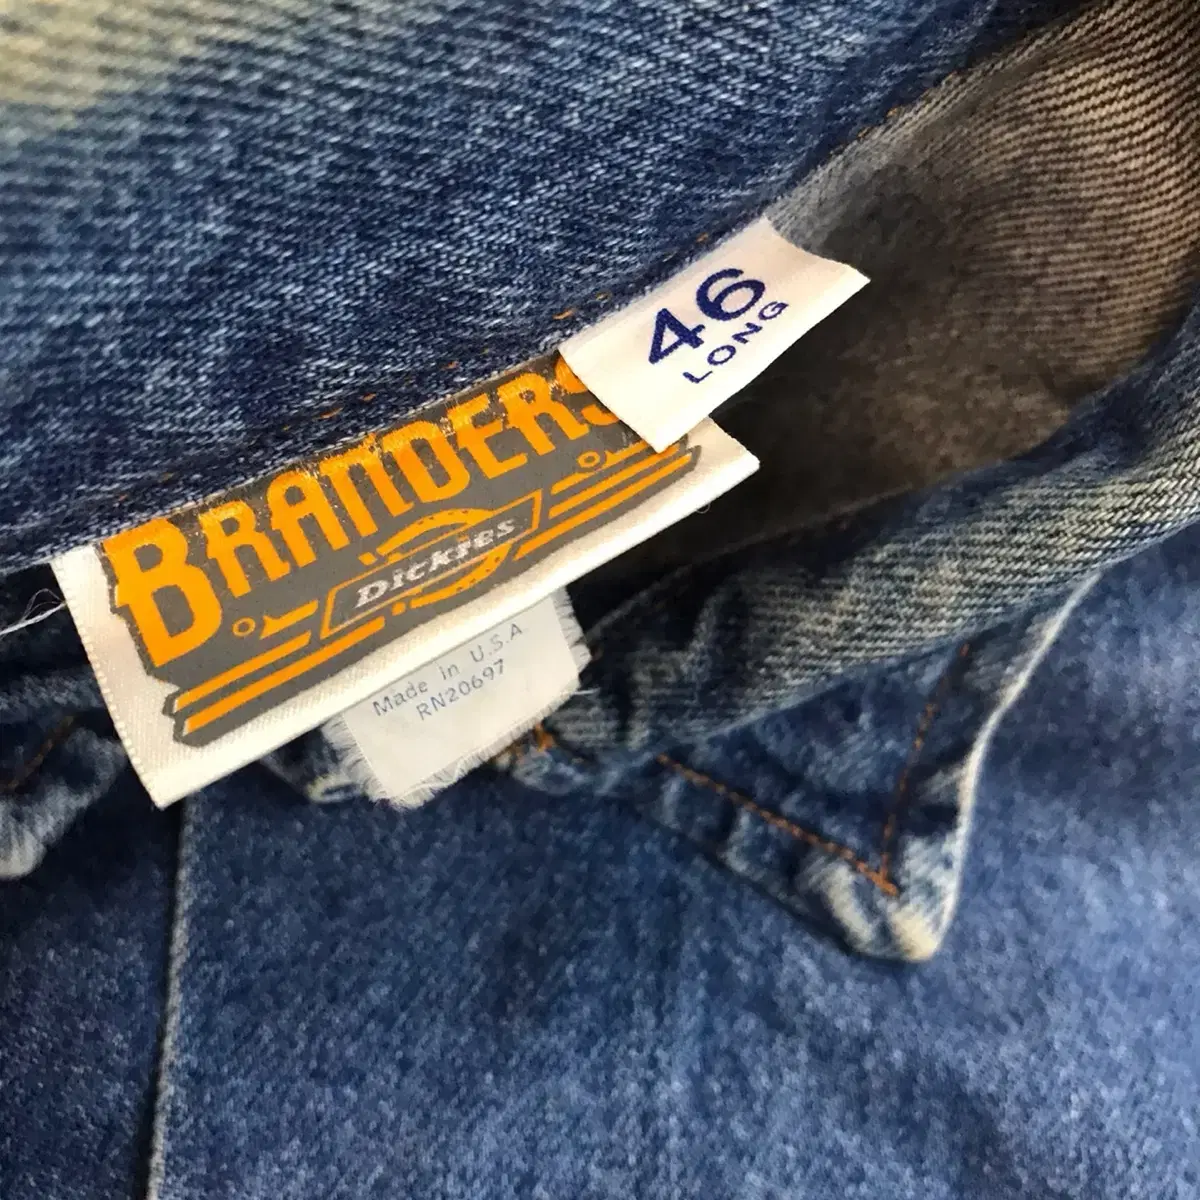 46
LONG
BRANDERS
Dickies
Made in U.S.A
RN20697